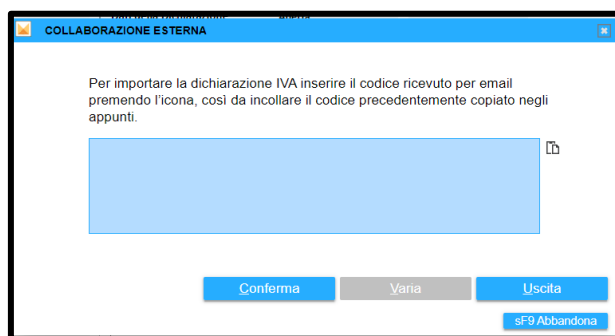 COLLABORAZIONE ESTERNA
Per importare la dichiarazione IVA inserire il codice ricevuto per email
premendo l'icona, così da incollare il codice precedentemente copiato negli
appunti.
Conferma
Varia
Uscita
sF9 Abbandona